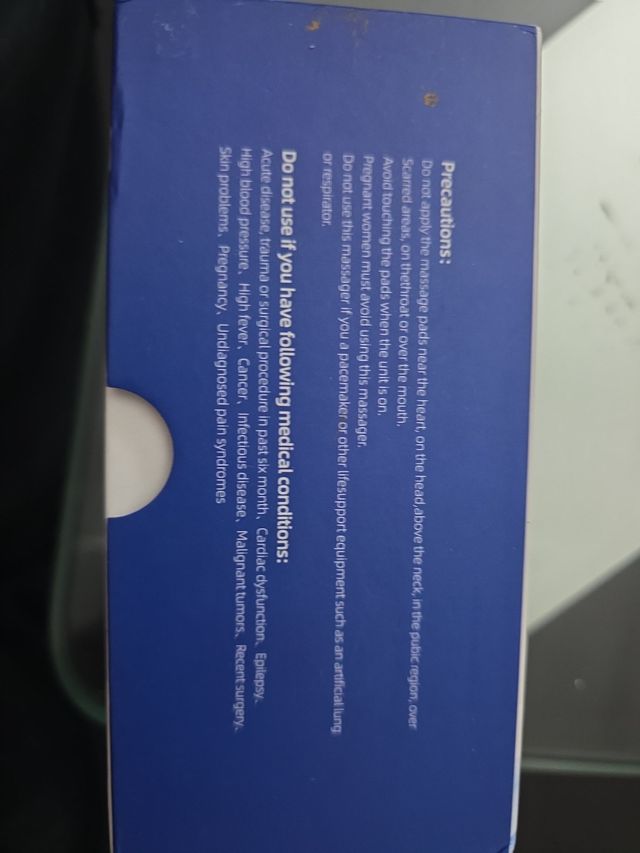 Precautions:
Do not apply the massage pads near the heart, on the head,above the neck, in the pubic region, over
Scarred areas, on thethroat or over the mouth.
Avoid touching the pads when the unit is on.
Pregnant women must avoid using this massager.
Do not use this massager if you a pacemaker or other lifesupport equipment such as an artificial lung
or respirator.
Do not use if you have following medical conditions:
Acute disease, trauma or surgical procedure in past six month、Cardiac dysfunction、Epilepsy、
High blood pressure、High fever、Cancer、Infectious disease、Malignant tumors、Recent surgery、
Skin problems、Pregnancy、Undiagnosed pain syndromes